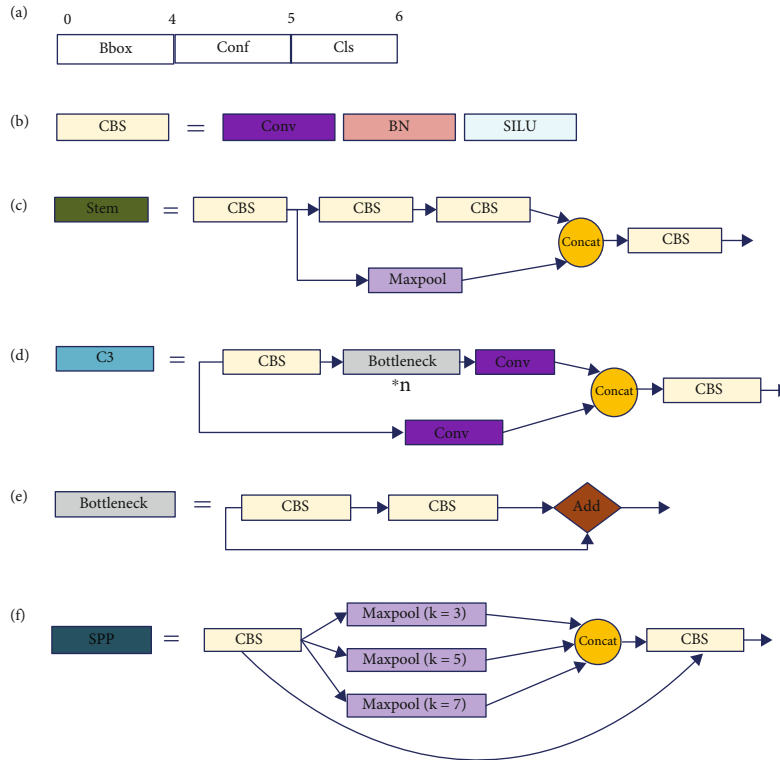 (a) 0 4 5 6
Bbox Conf Cls
(b) CBS = Conv BN SILU
(c) Stem = CBS CBS CBS
Concat CBS
Maxpool
(d) C3 = CBS Bottleneck Conv
*n
Concat CBS
Conv
(e) Bottleneck = CBS CBS Add
(f) Maxpool (k = 3)
SPP = CBS Concat CBS
Maxpool (k = 5)
Maxpool (k = 7)